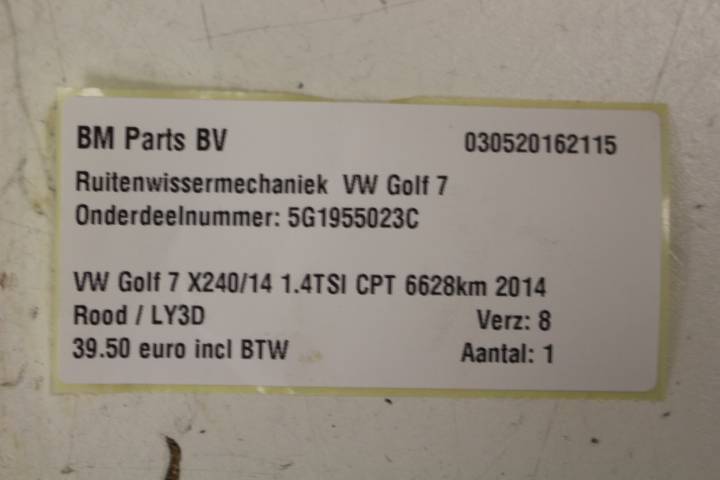 BM Parts BV 030520162115
Ruitenwissermechaniek VW Golf 7
Onderdeelnummer: 5G1955023C
VW Golf 7 X240/14 1.4TSI CPT 6628km 2014
Rood / LY3D Verz: 8
39.50 euro incl BTW Aantal: 1